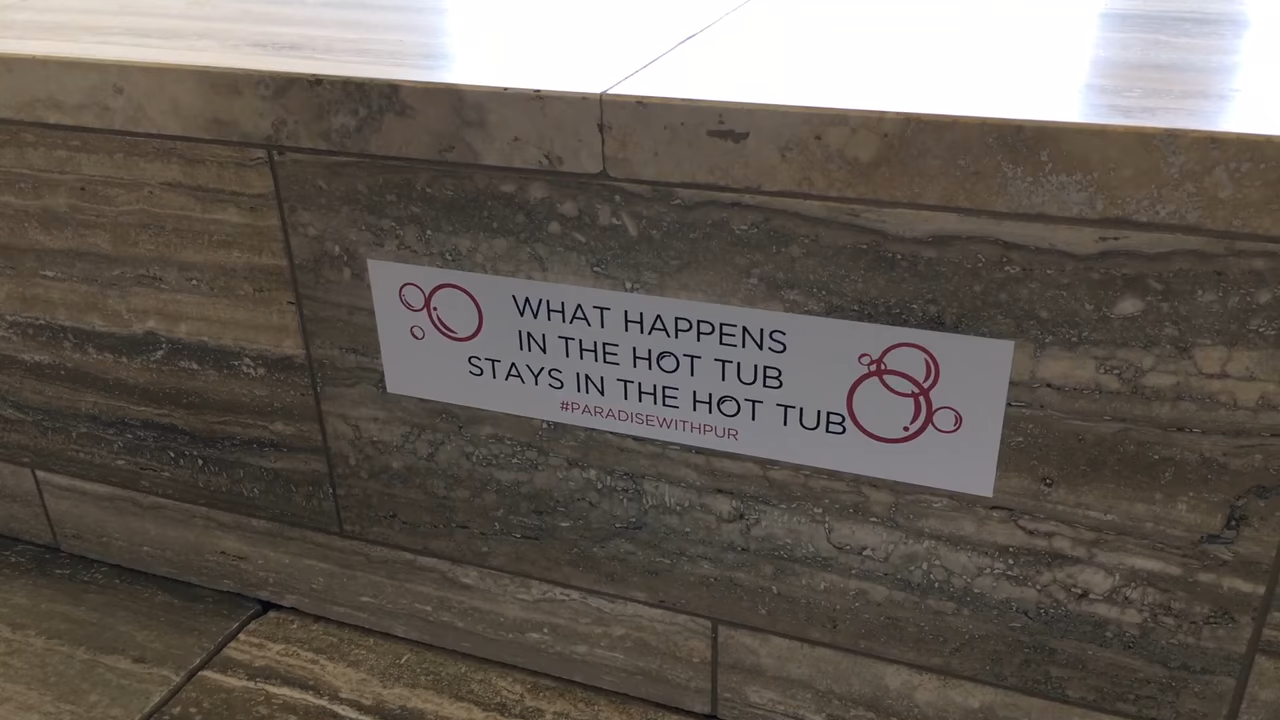 WHAT HAPPENS
IN THE HOT TUB
STAYS IN THE HOT TUB
#PARADISEWITHPUR